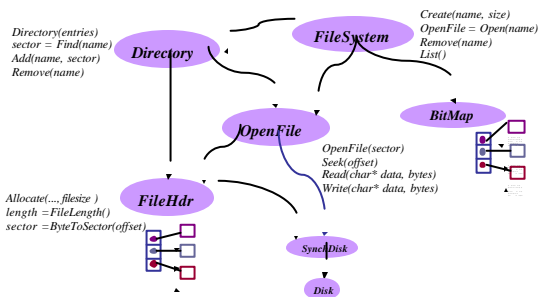 Create(name, size)
OpenFile = Open(name)
Remove(name)
List()
FileSystem
Directory(entries)
sector = Find(name)
Add(name, sector)
Remove(name)
Directory
BitMap
OpenFile
OpenFile(sector)
Seek(offset)
Read(char* data, bytes)
Write(char* data, bytes)
Allocate(...,filesize )
length =FileLength()
sector =ByteToSector(offset)
FileHdr
SynchDisk
Disk